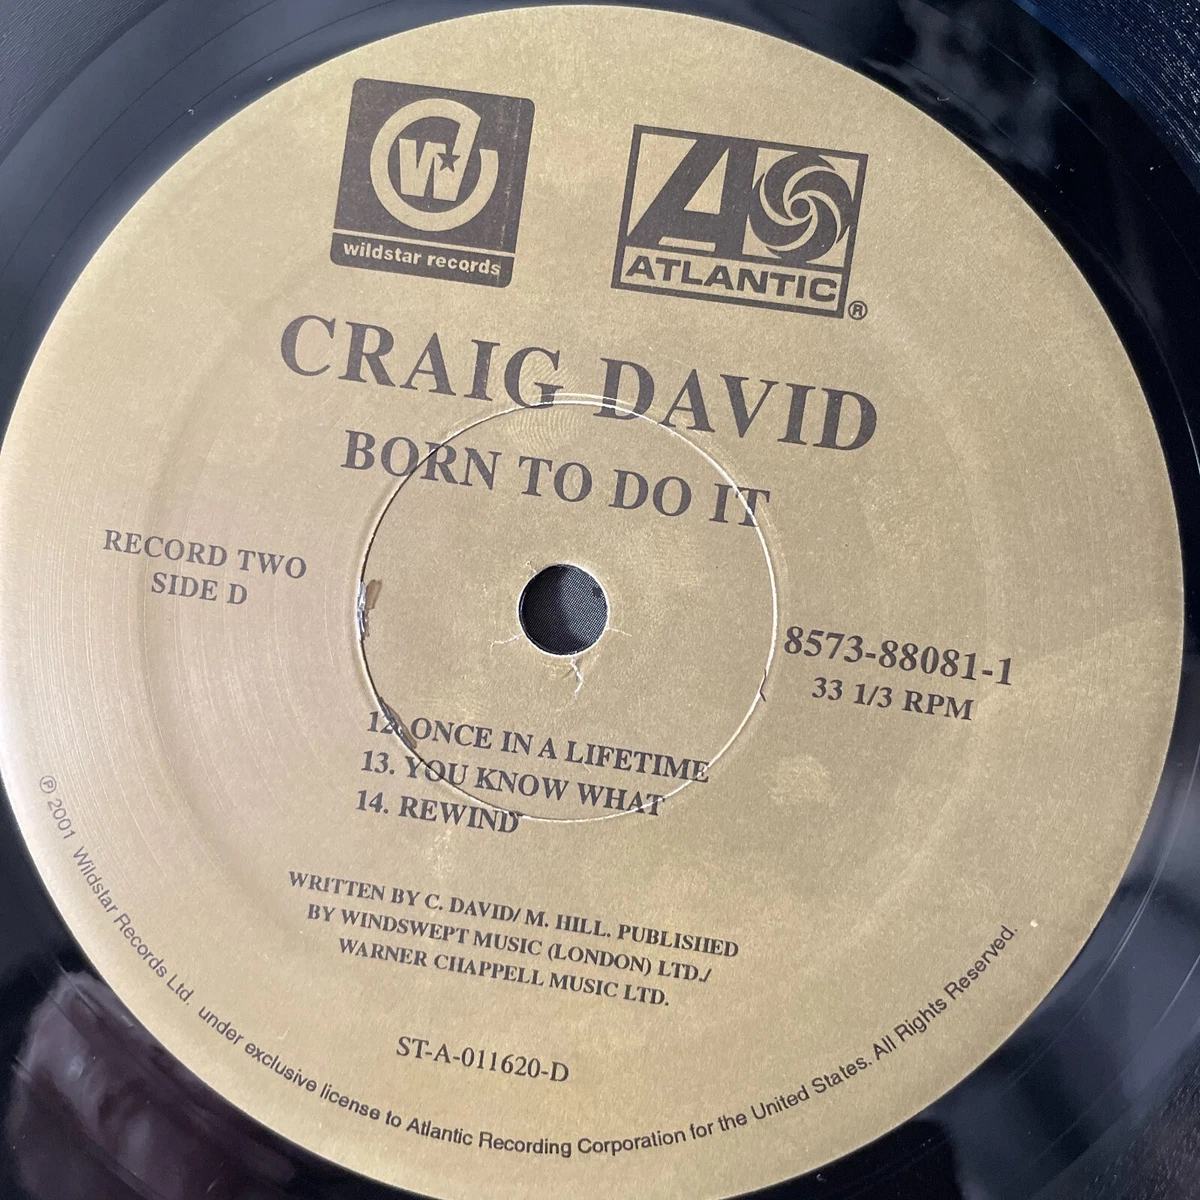 W
wildstar records
ATLANTIC
®
CRAIG DAVID
BORN TO DO IT
RECORD TWO
SIDE D
8573-88081-1
33 1/3 RPM
12. ONCE IN A LIFETIME
13. YOU KNOW WHAT
14. REWIND
WRITTEN BY C. DAVID/ M. HILL. PUBLISHED
BY WINDSWEPT MUSIC (LONDON) LTD./
WARNER CHAPPELL MUSIC LTD.
ST-A-011620-D
℗ 2001 Wildstar Records Ltd. under exclusive license to Atlantic Recording Corporation for the United States. All Rights Reserved.